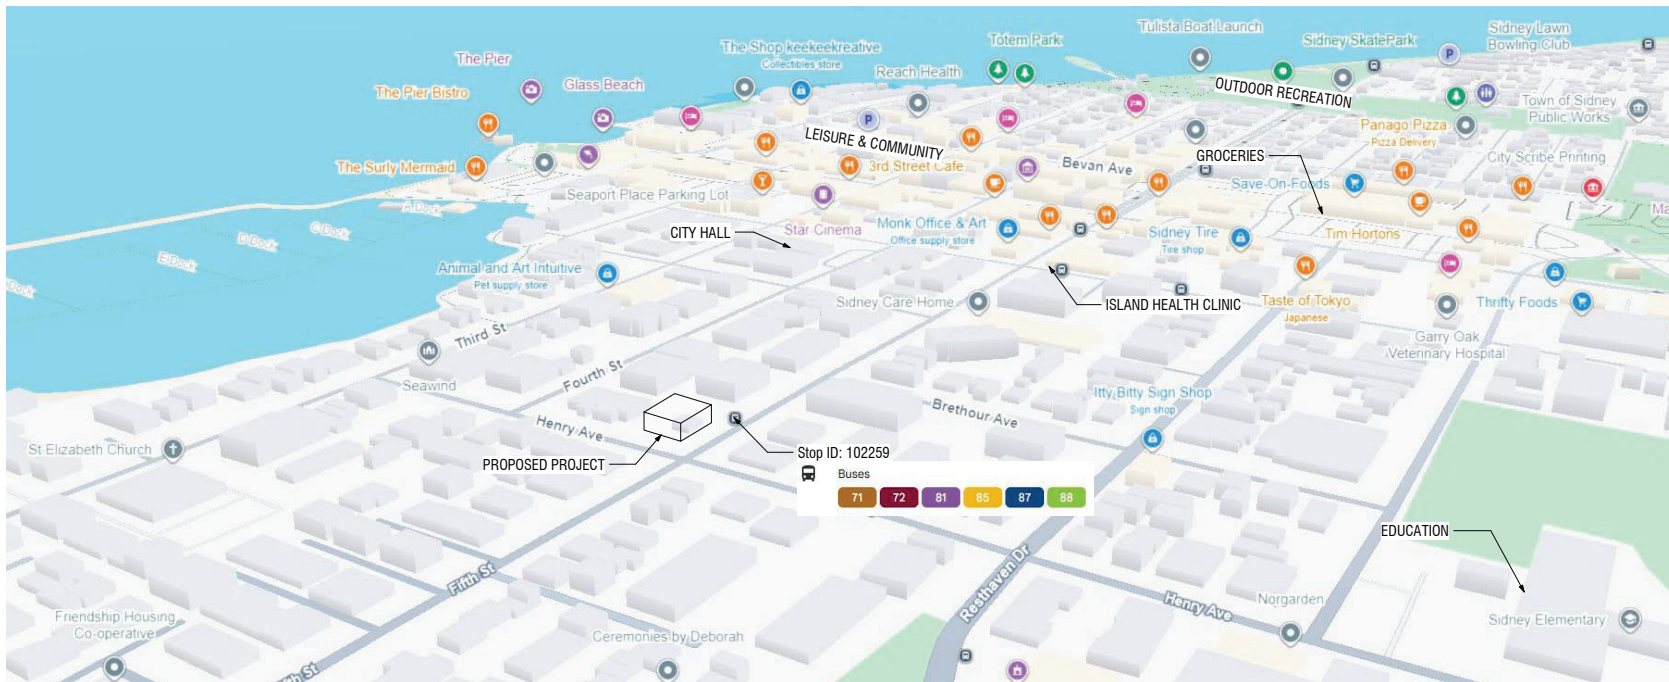 Tulista Boat Launch
Sidney Lawn
Bowling Club
Totem Park
Sidney SkatePark
The Shop keekeekreative
Collectibles store
The Pier
Reach Health
Glass Beach
The Pier Bistro
OUTDOOR RECREATION
Town of Sidney
Public Works
P
P
LEISURE & COMMUNITY
Panago Pizza
Pizza Delivery
The Surly Mermaid
3rd Street Cafe
Bevan Ave
GROCERIES
City Scribe Printing
Seaport Place Parking Lot
Save-On-Foods
A Dock
C Dock
D Dock
E Dock
Dock
CITY HALL
Star Cinema
Monk Office & Art
Office supply store
Sidney Tire
Tire shop
Tim Hortons
Ma
Animal and Art Intuitive
Pet supply store
Sidney Care Home
ISLAND HEALTH CLINIC
Taste of Tokyo
Japanese
Thrifty Foods
Third St
Garry Oak
Veterinary Hospital
Seawind
Fourth St
Itty Bitty Sign Shop
Sign shop
Brethour Ave
Henry Ave
St Elizabeth Church
PROPOSED PROJECT
Stop ID: 102259
Buses
71 72 81 85 87 88
EDUCATION
Fifth St
Resthaven Dr
Henry Ave
Norgarden
Sidney Elementary
Friendship Housing
Co-operative
Ceremonies by Deborah
th St